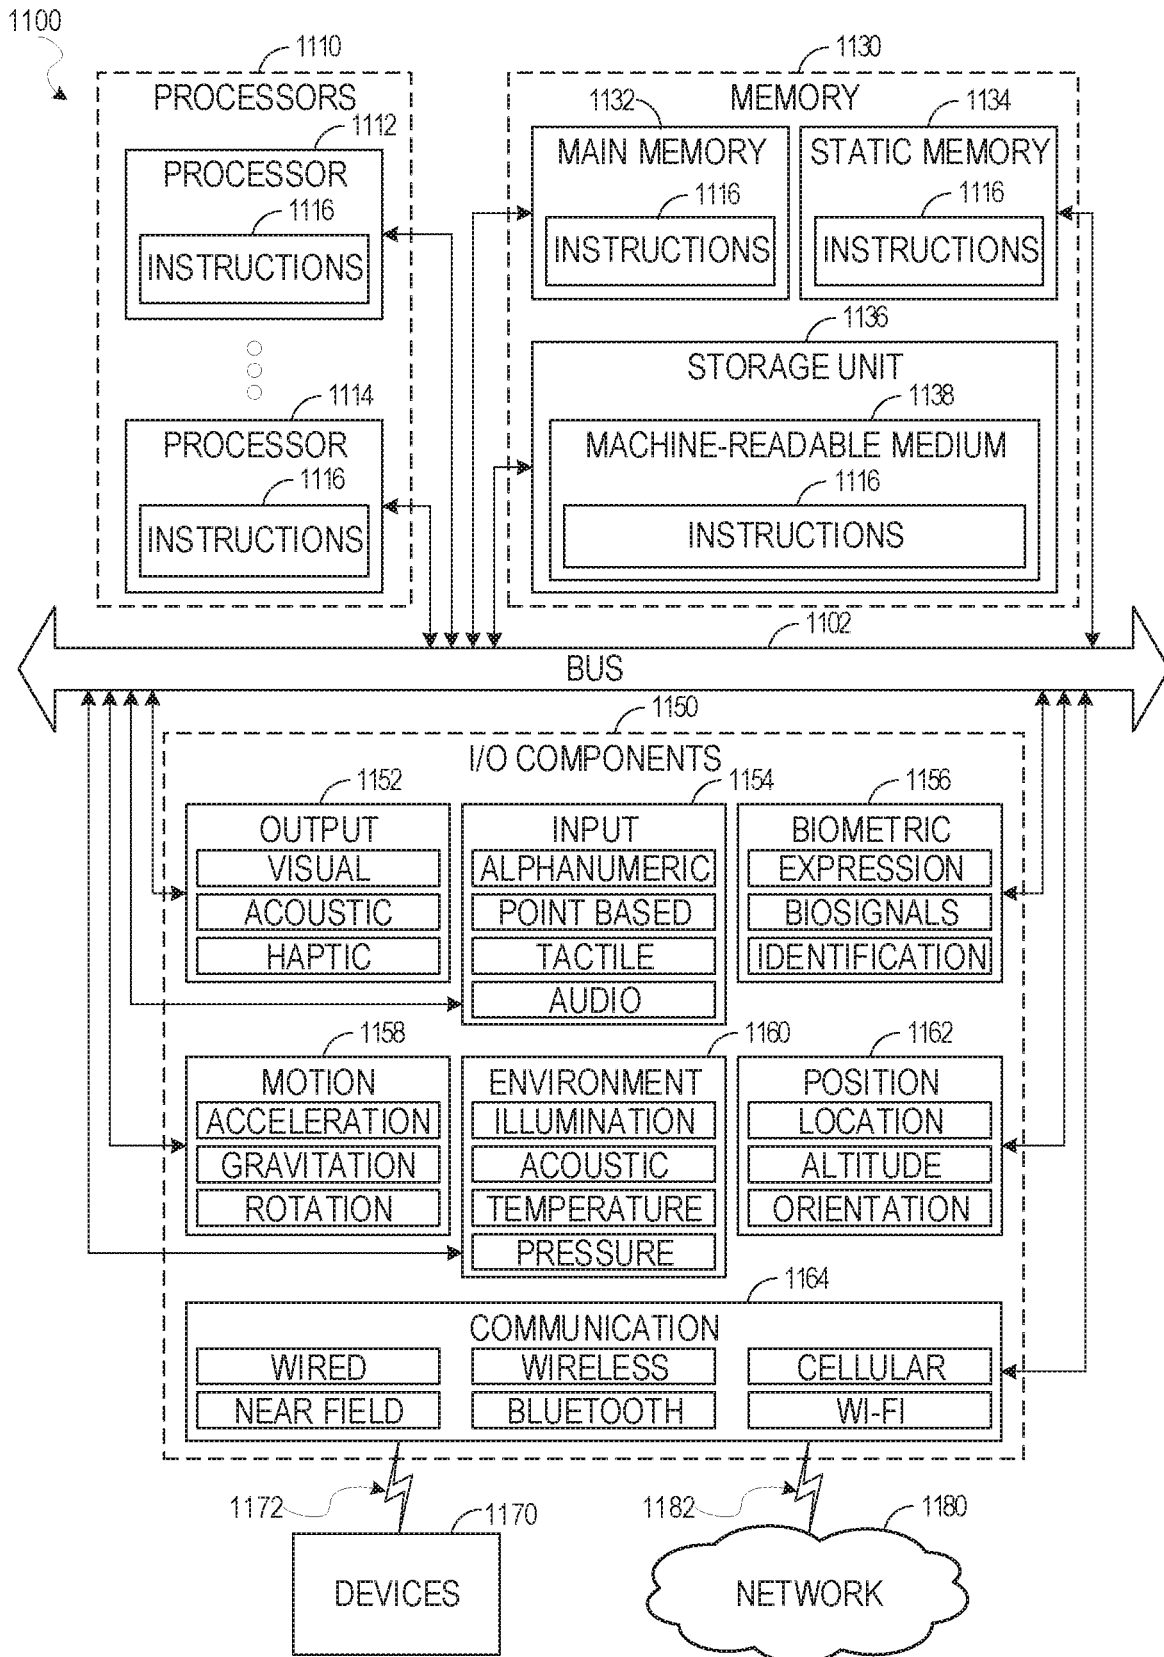 1100
1110
PROCESSORS
1112
PROCESSOR
1116
INSTRUCTIONS
1114
PROCESSOR
1116
INSTRUCTIONS
1130
MEMORY
1132
MAIN MEMORY
1116
INSTRUCTIONS
1134
STATIC MEMORY
1116
INSTRUCTIONS
1136
STORAGE UNIT
1138
MACHINE-READABLE MEDIUM
1116
INSTRUCTIONS
1102
BUS
1150
I/O COMPONENTS
1152
OUTPUT
VISUAL
ACOUSTIC
HAPTIC
1154
INPUT
ALPHANUMERIC
POINT BASED
TACTILE
AUDIO
1156
BIOMETRIC
EXPRESSION
BIOSIGNALS
IDENTIFICATION
1158
MOTION
ACCELERATION
GRAVITATION
ROTATION
1160
ENVIRONMENT
ILLUMINATION
ACOUSTIC
TEMPERATURE
PRESSURE
1162
POSITION
LOCATION
ALTITUDE
ORIENTATION
1164
COMMUNICATION
WIRED
WIRELESS
CELLULAR
NEAR FIELD
BLUETOOTH
WI-FI
1172
1170
DEVICES
1182
1180
NETWORK